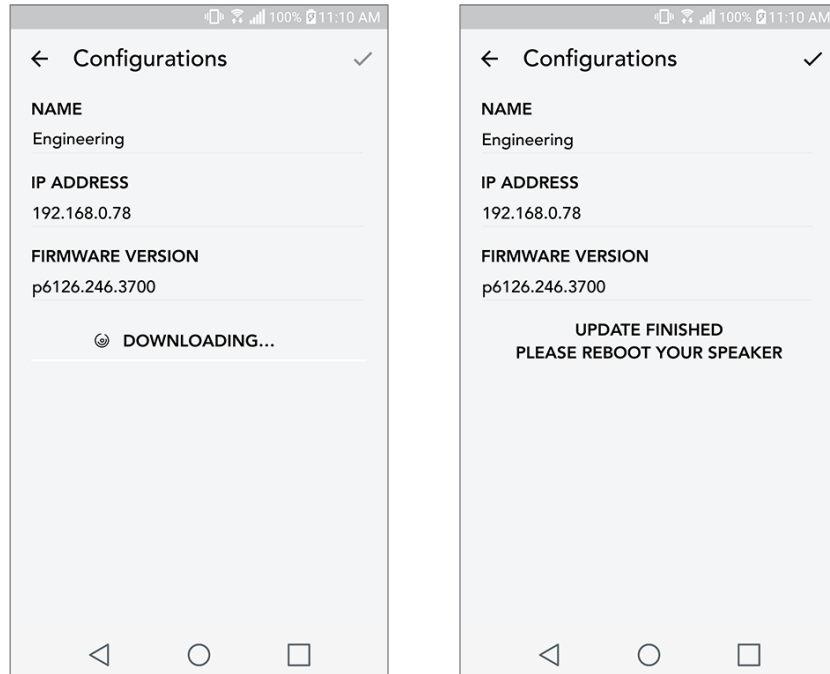 100% 11:10 AM
Configurations
NAME
Engineering
IP ADDRESS
192.168.0.78
FIRMWARE VERSION
p6126.246.3700
DOWNLOADING...
100% 11:10 AM
Configurations
NAME
Engineering
IP ADDRESS
192.168.0.78
FIRMWARE VERSION
p6126.246.3700
UPDATE FINISHED
PLEASE REBOOT YOUR SPEAKER